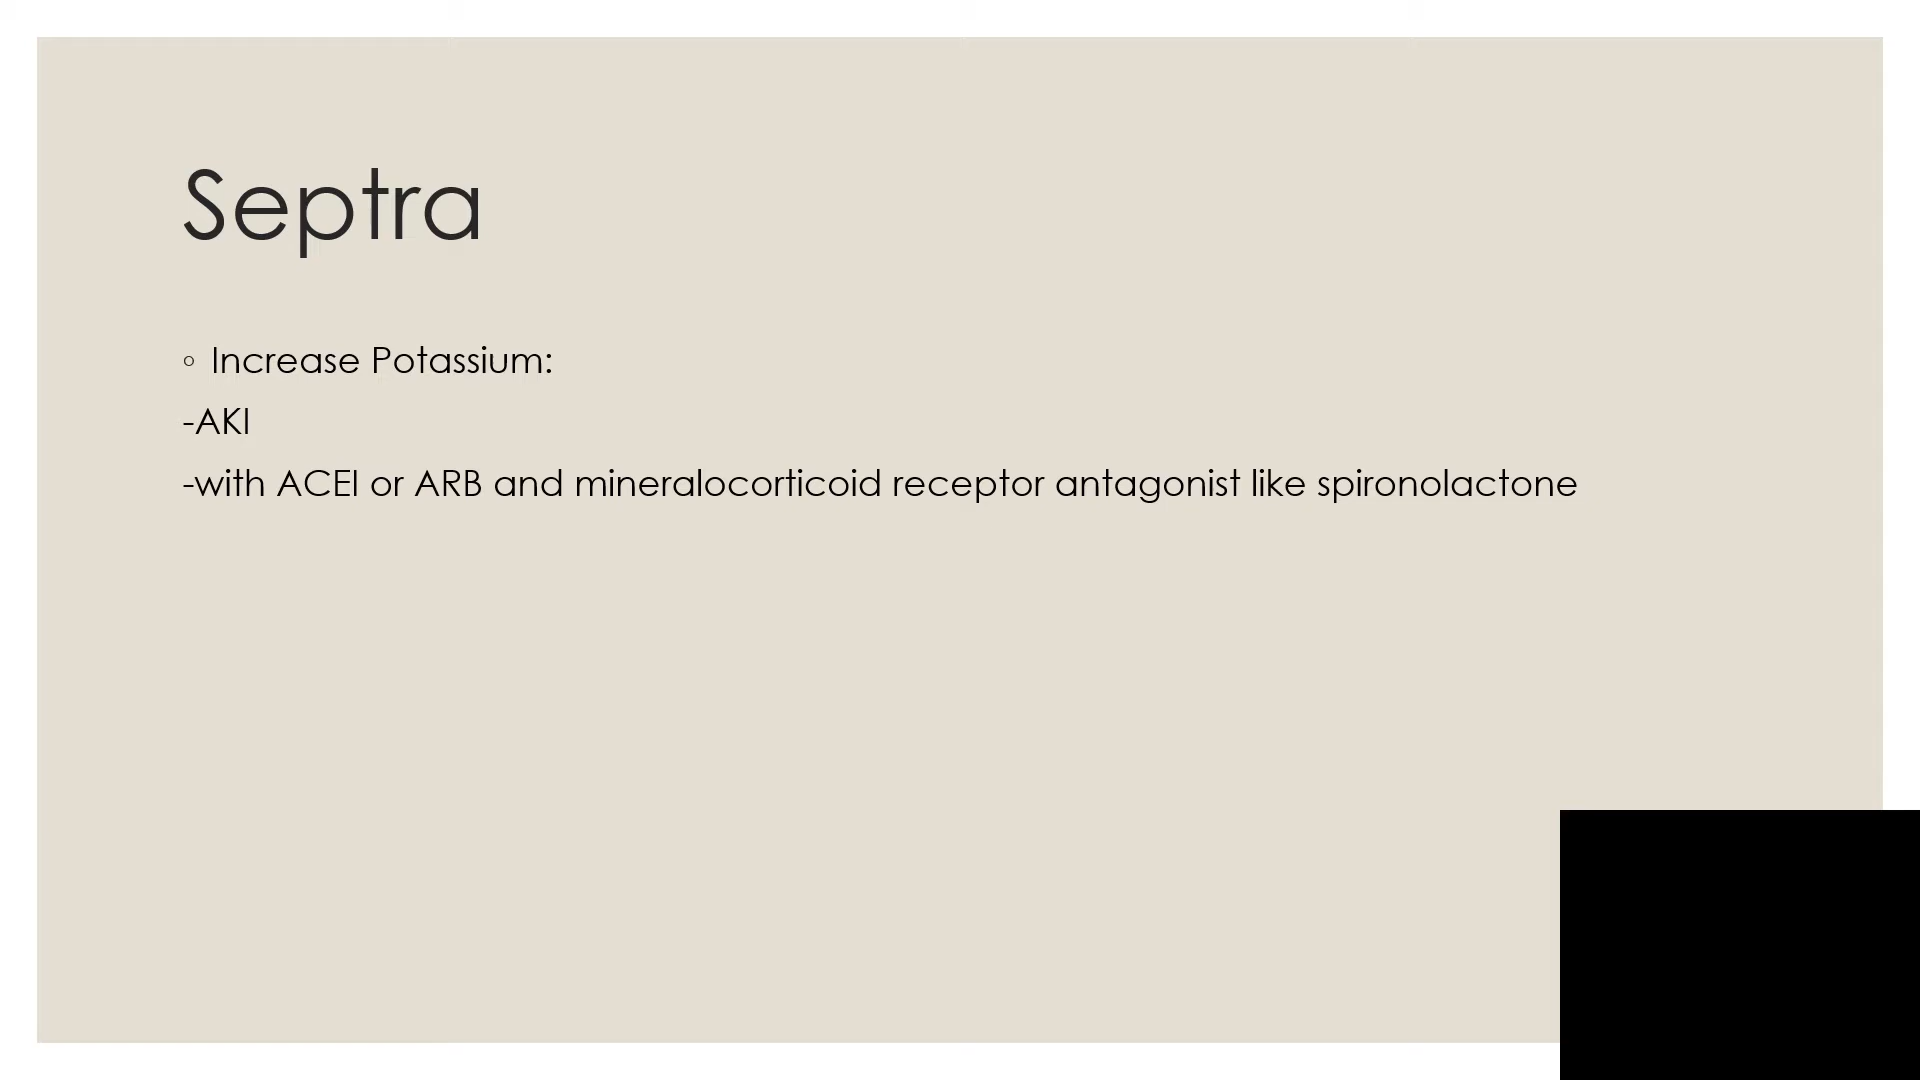 Septra
◦ Increase Potassium:
-AKI
-with ACEI or ARB and mineralocorticoid receptor antagonist like spironolactone